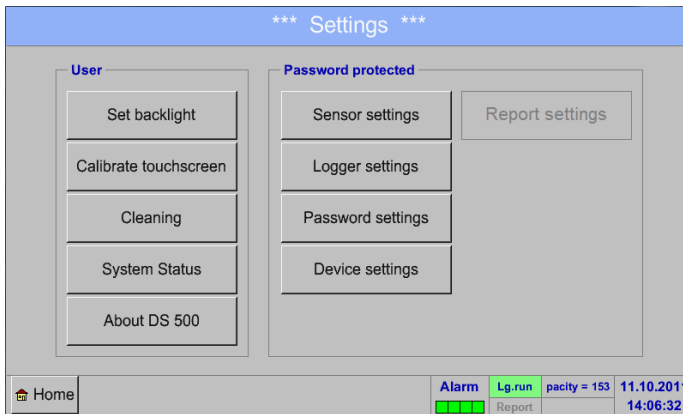 *** Settings ***
User
Set backlight
Calibrate touchscreen
Cleaning
System Status
About DS 500
Password protected
Sensor settings
Report settings
Logger settings
Password settings
Device settings
Home
Alarm
Lg.run
pacity = 153
11.10.201
Report
14:06:32